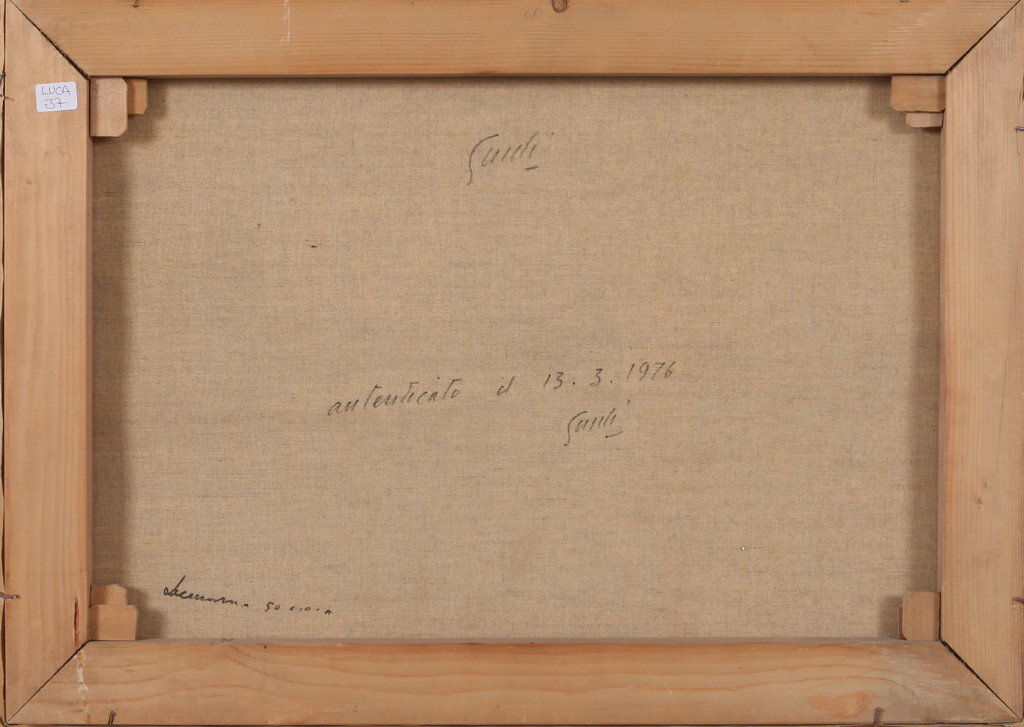 LUCA
37
Guidi
autenticato il 13.3.1976
Guidi